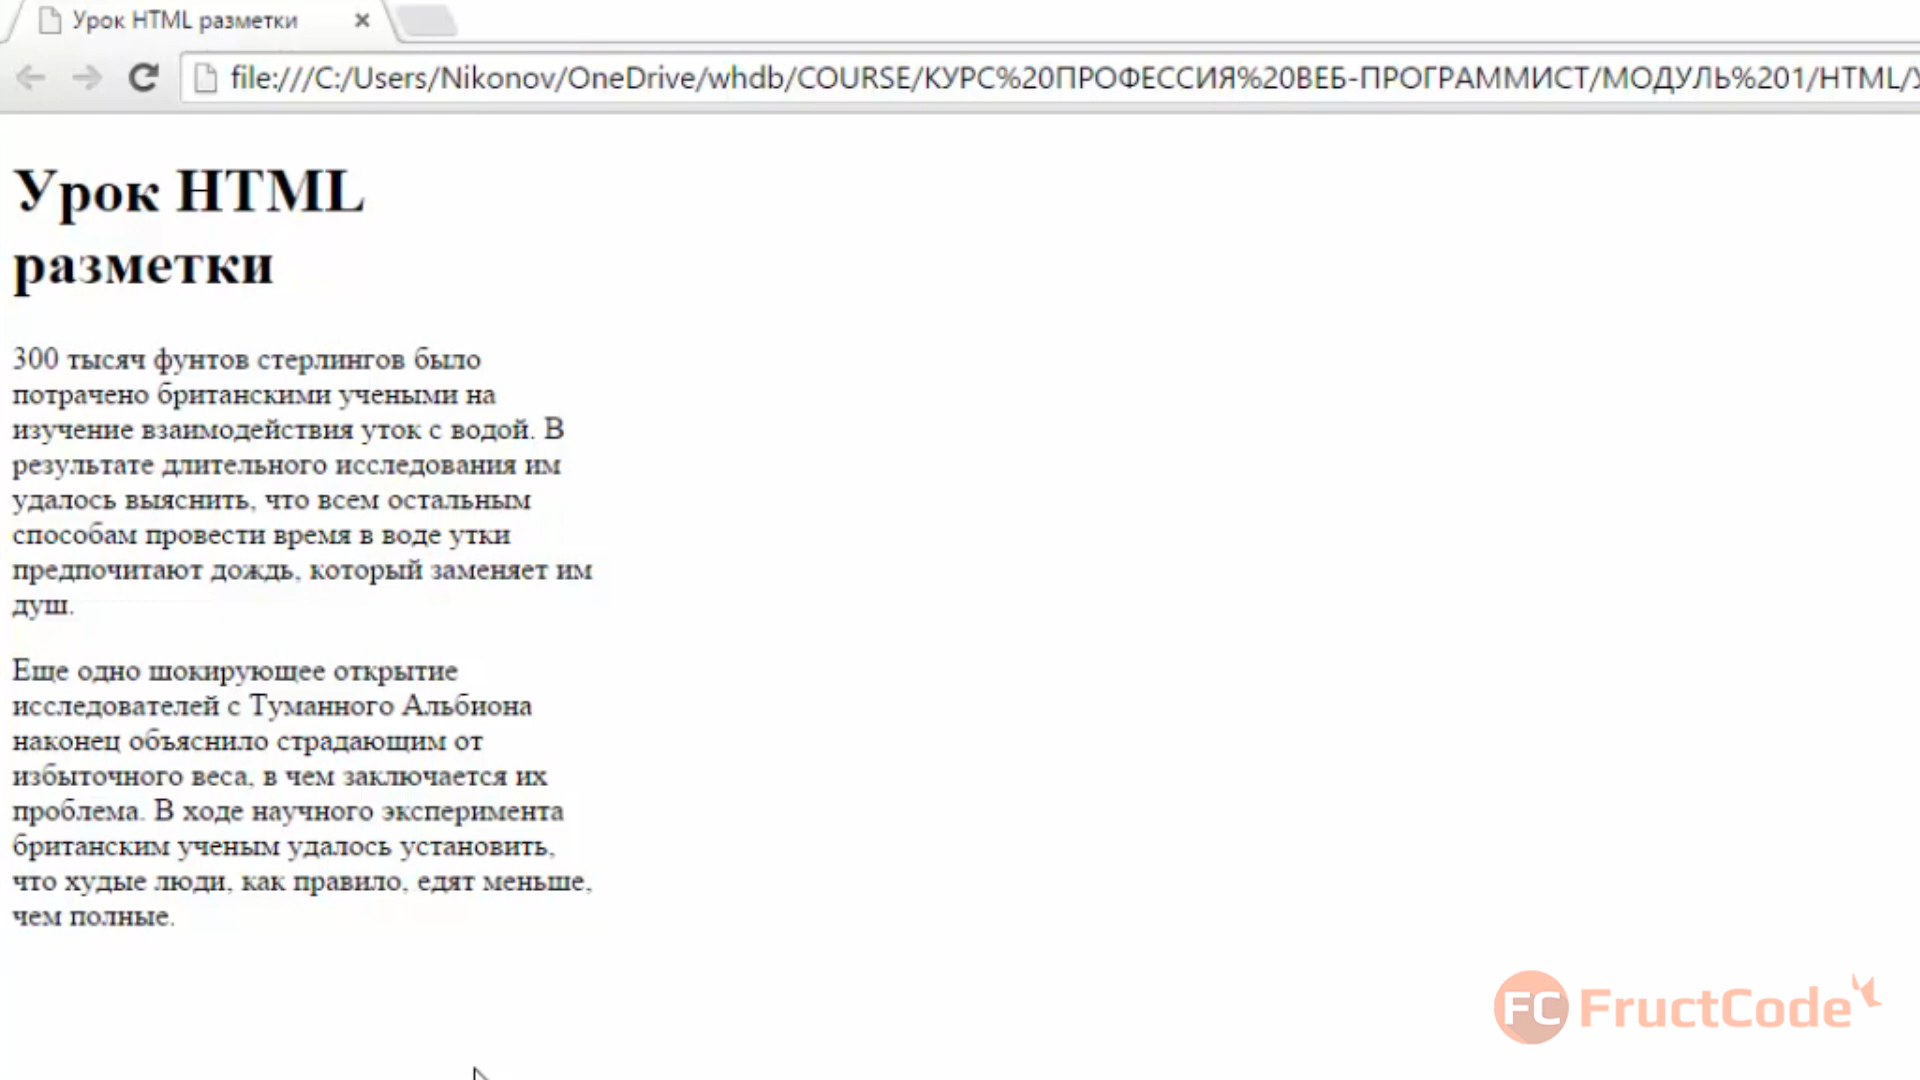 Урок HTML разметки
file:///C:/Users/Nikonov/OneDrive/whdb/COURSE/КУРС%20ПРОФЕССИЯ%20ВЕБ-ПРОГРАММИСТ/МОДУЛЬ%201/HTML/
Урок HTML
разметки
300 тысяч фунтов стерлингов было
потрачено британскими учеными на
изучение взаимодействия уток с водой. В
результате длительного исследования им
удалось выяснить, что всем остальным
способам провести время в воде утки
предпочитают дождь, который заменяет им
душ.
Еще одно шокирующее открытие
исследователей с Туманного Альбиона
наконец объяснило страдающим от
избыточного веса, в чем заключается их
проблема. В ходе научного эксперимента
британским ученым удалось установить,
что худые люди, как правило, едят меньше,
чем полные.
FC FructCode